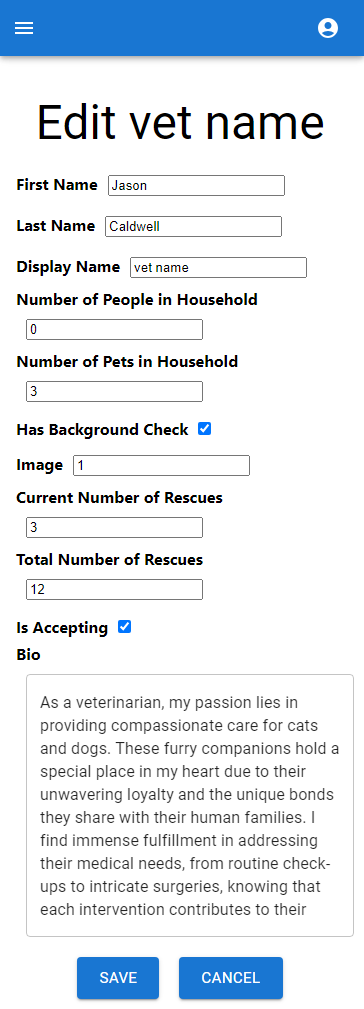 Edit vet name
First Name Jason
Last Name Caldwell
Display Name vet name
Number of People in Household
0
Number of Pets in Household
3
Has Background Check
Image 1
Current Number of Rescues
3
Total Number of Rescues
12
Is Accepting
Bio
As a veterinarian, my passion lies in
providing compassionate care for cats
and dogs. These furry companions hold a
special place in my heart due to their
unwavering loyalty and the unique bonds
they share with their human families. I
find immense fulfillment in addressing
their medical needs, from routine check-
ups to intricate surgeries, knowing that
each intervention contributes to their
SAVE CANCEL